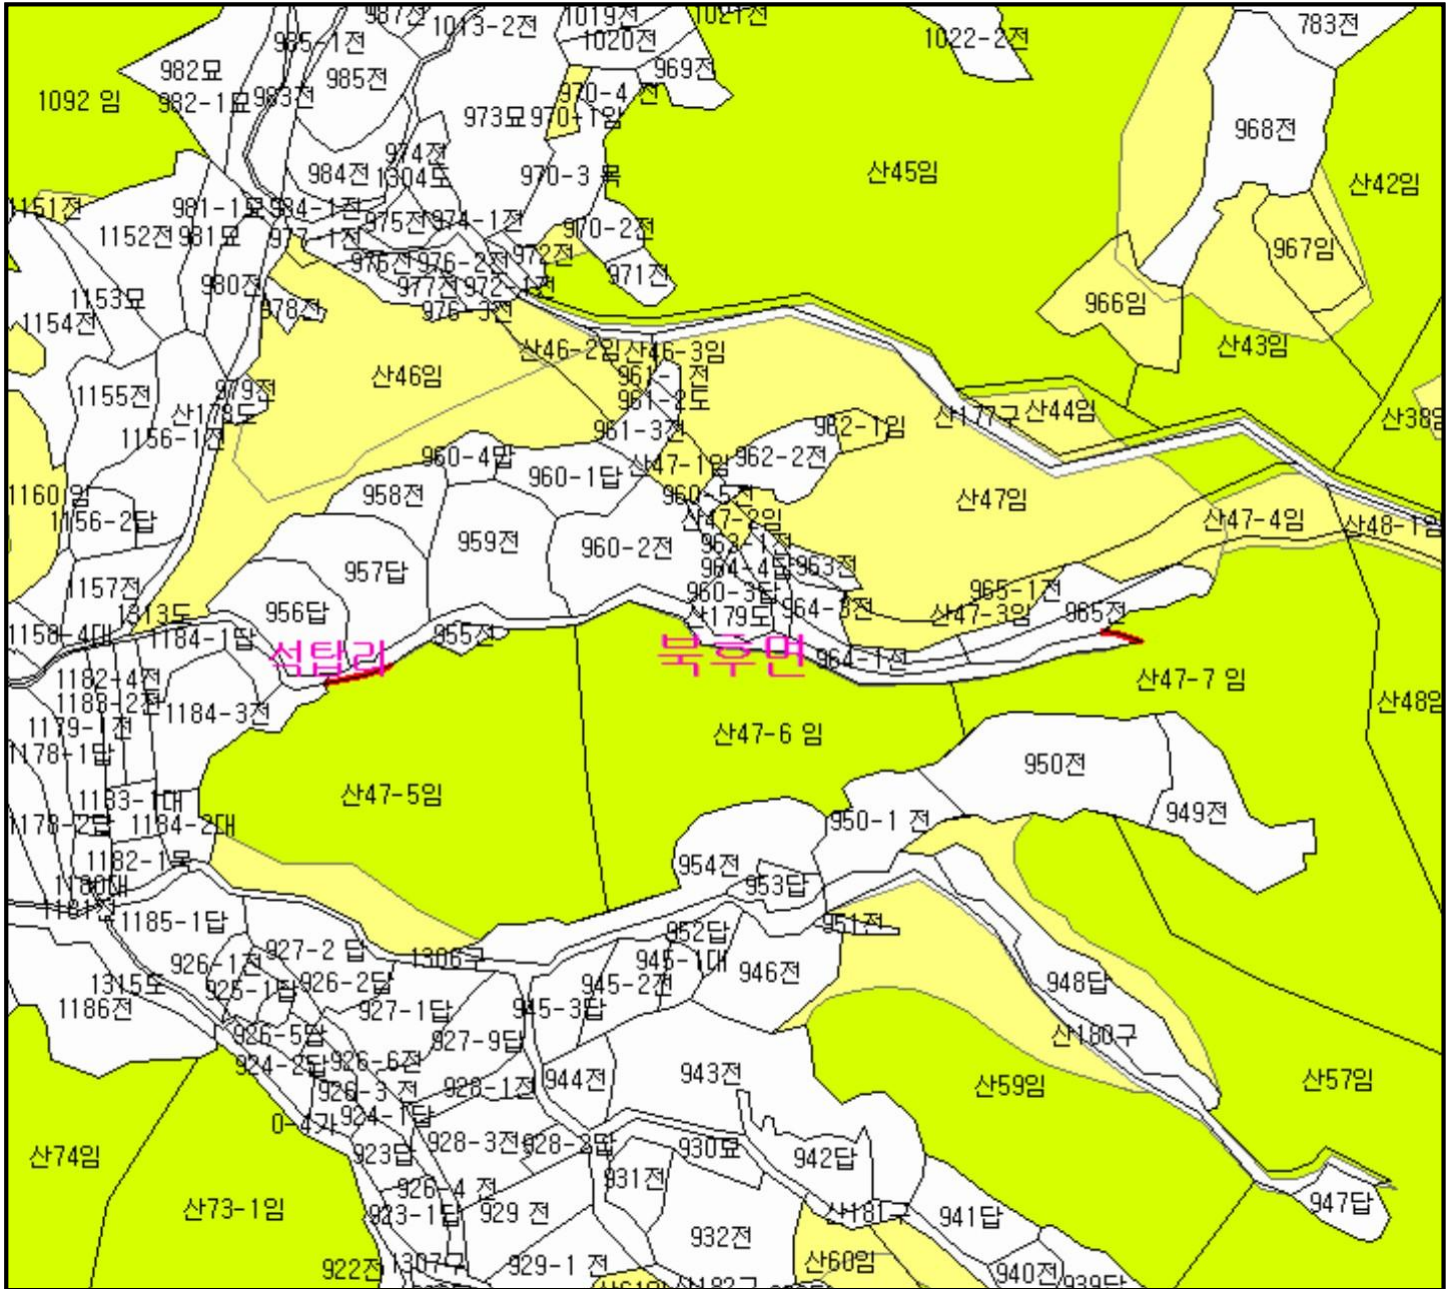 987전
1013-2전
1019전
1021전
783전
985-1전
1020전
1022-2전
982묘
985전
969전
1092 임
982-1묘
983전
970-4 전
973묘
970-1임
968전
974전
984전
1304도
970-3 목
산45임
산42임
1151전
981-1묘
984-1전
975전
974-1전
970-2전
1152전
981묘
977-1전
972전
967임
976전
976-2전
971전
980전
977전
972-1전
1153묘
978전
976-3전
966임
1154전
산46-2임
산46-3임
산43임
산46임
961-1 전
979전
1155전
961-2도
산178도
산177구
산44임
산38임
1156-1전
961-3전
962-1임
960-4답
산47-1임
962-2전
960-1답
1160 임
958전
960-5전
산47임
1156-2답
산47-2임
산47-4임
산48-1임
959전
960-2전
963-1전
957답
964-4답
963전
1157전
960-3답
965-1전
1313도
956답
산179도
964-3전
산47-3임
965전
1158-4대
1184-1답
955전
석탑리
북후면
964-1전
1182-4전
산47-7 임
1183-2전
1184-3전
산48임
1179-1전
산47-6 임
1178-1답
950전
산47-5임
1183-1대
949전
1178-2답
1184-2대
950-1 전
1182-1목
954전
1180대
953답
1181전
1185-1답
951전
952답
927-2 답
1306구
945-1대
926-1전
946전
1315도
926-2답
945-2전
948답
925-1답
1186전
927-1답
945-3답
926-5답
927-9답
산180구
924-2답
926-6전
944전
943전
926-3 전
928-1전
산59임
산57임
924-1답
0-4가
928-3전
928-2답
930묘
산74임
923답
942답
931전
926-4 전
947답
산73-1임
923-1답
929 전
산181구
941답
932전
922전
1307구
929-1 전
산60임
940전
939답
산61임
산182구